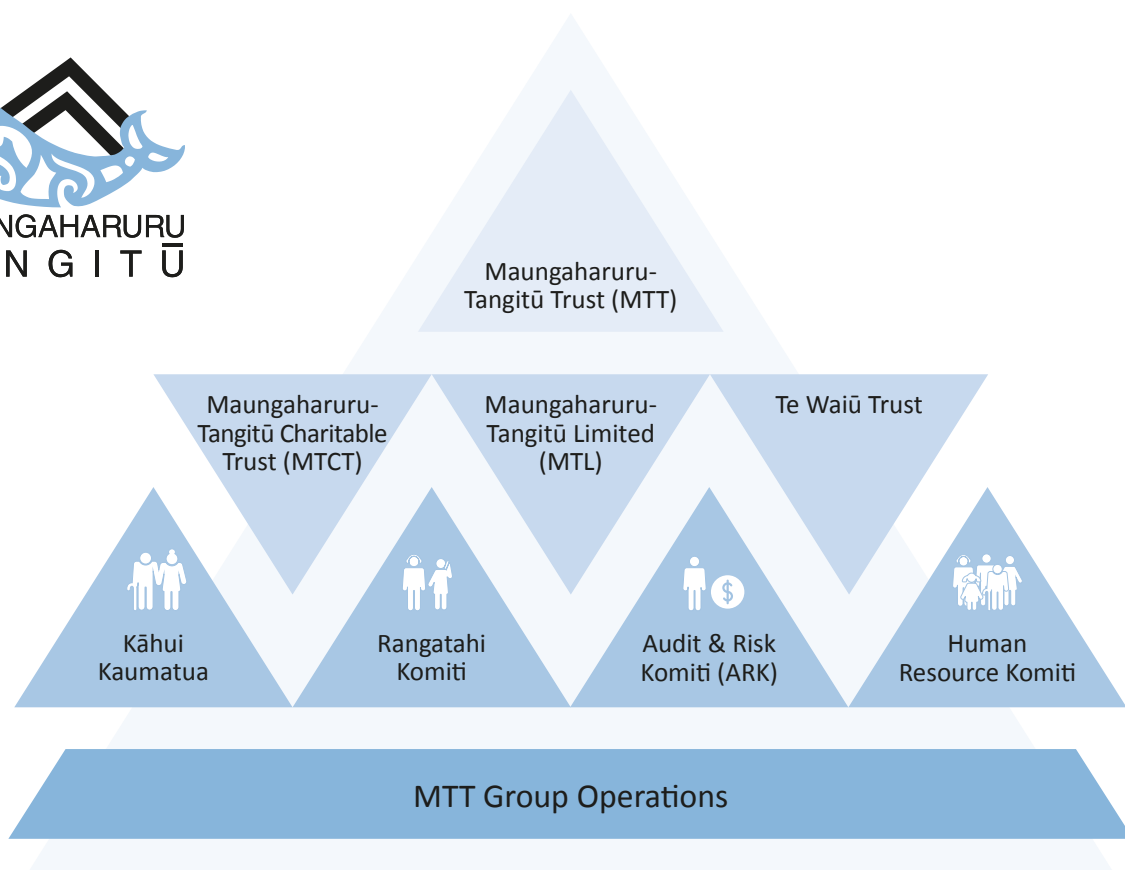 NGAHARURU
NGITŪ
Maungaharuru-
Tangitū Trust (MTT)
Maungaharuru-
Tangitū Charitable
Trust (MTCT)
Maungaharuru-
Tangitū Limited
(MTL)
Te Waiū Trust
Kāhui
Kaumatua
Rangatahi
Komiti
$
Audit & Risk
Komiti (ARK)
Human
Resource Komiti
MTT Group Operations